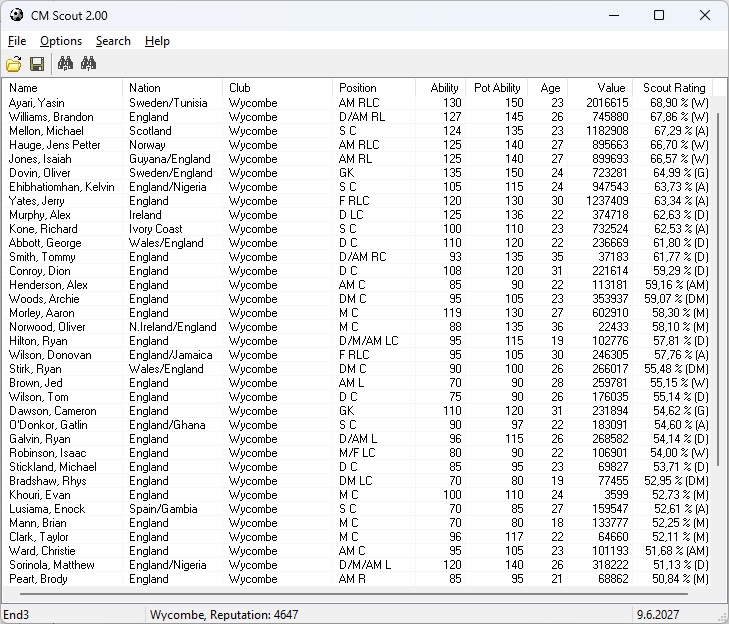 CM Scout 2.00
File Options Search Help
Name Nation Club Position Ability Pot Ability Age Value Scout Rating
Ayari, Yasin Sweden/Tunisia Wycombe AM RLC 130 150 23 2016615 68,90 % (W)
Williams, Brandon England Wycombe D/AM RL 127 145 26 745880 67,86 % (W)
Mellon, Michael Scotland Wycombe S C 124 135 23 1182908 67,29 % (A)
Hauge, Jens Petter Norway Wycombe AM RLC 125 140 27 895663 66,70 % (W)
Jones, Isaiah Guyana/England Wycombe AM RL 125 140 27 899693 66,57 % (W)
Dovin, Oliver Sweden/England Wycombe GK 135 150 24 723281 64,99 % (G)
Ehibhatiomhan, Kelvin England/Nigeria Wycombe S C 105 115 24 947543 63,73 % (A)
Yates, Jerry England Wycombe F RLC 120 130 30 1237409 63,34 % (A)
Murphy, Alex Ireland Wycombe D LC 125 136 22 374718 62,63 % (D)
Kone, Richard Ivory Coast Wycombe S C 100 110 23 732524 62,53 % (A)
Abbott, George Wales/England Wycombe D C 110 120 22 236669 61,80 % (D)
Smith, Tommy England Wycombe D/AM RC 93 135 35 37183 61,77 % (D)
Conroy, Dion England Wycombe D C 108 120 31 221614 59,29 % (D)
Henderson, Alex England Wycombe AM C 85 90 22 113181 59,16 % (AM)
Woods, Archie England Wycombe DM C 95 105 23 353937 59,07 % (DM)
Morley, Aaron England Wycombe M C 119 130 27 602910 58,30 % (M)
Norwood, Oliver N.Ireland/England Wycombe M C 88 135 36 22433 58,10 % (M)
Hilton, Ryan England Wycombe D/M/AM LC 95 115 19 102776 57,81 % (D)
Wilson, Donovan England/Jamaica Wycombe F RLC 95 105 30 246305 57,76 % (A)
Stirk, Ryan Wales/England Wycombe DM C 90 100 26 266017 55,48 % (DM)
Brown, Jed England Wycombe AM L 70 90 28 259781 55,15 % (W)
Wilson, Tom England Wycombe D C 75 90 26 176035 55,14 % (D)
Dawson, Cameron England Wycombe GK 110 120 31 231894 54,62 % (G)
O'Donkor, Gatlin England/Ghana Wycombe S C 90 97 22 183091 54,60 % (A)
Galvin, Ryan England Wycombe D/AM L 96 115 26 268582 54,14 % (D)
Robinson, Isaac England Wycombe M/F LC 80 90 22 106901 54,00 % (W)
Stickland, Michael England Wycombe D C 85 95 23 69827 53,71 % (D)
Bradshaw, Rhys England Wycombe DM LC 70 80 19 77455 52,95 % (DM)
Khouri, Evan England Wycombe M C 100 110 24 3599 52,73 % (M)
Lusiama, Enock Spain/Gambia Wycombe S C 70 85 27 159547 52,61 % (A)
Mann, Brian England Wycombe M C 70 80 18 133777 52,25 % (M)
Clark, Taylor England Wycombe M C 96 117 22 64660 52,11 % (M)
Ward, Christie England Wycombe AM C 95 105 23 101193 51,68 % (AM)
Sorinola, Matthew England/Nigeria Wycombe D/M/AM L 120 140 26 318222 51,13 % (D)
Peart, Brody England Wycombe AM R 85 95 21 68862 50,84 % (M)
End3 Wycombe, Reputation: 4647 9.6.2027